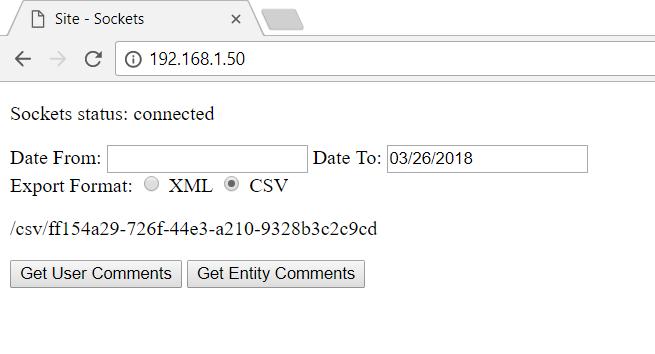 Site - Sockets
192.168.1.50
Sockets status: connected
Date From: Date To: 03/26/2018
Export Format: XML CSV
/csv/ff154a29-726f-44e3-a210-9328b3c2c9cd
Get User Comments Get Entity Comments